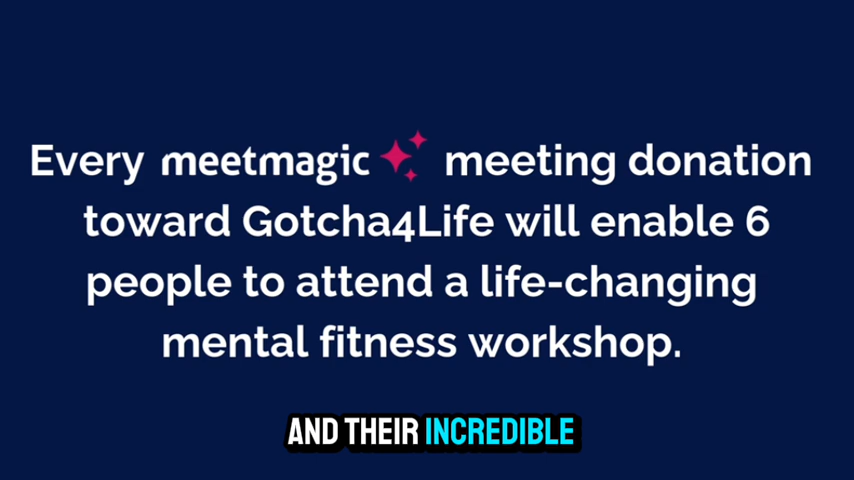 Every meetmagic meeting donation
toward Gotcha4Life will enable 6
people to attend a life-changing
mental fitness workshop.
AND THEIR INCREDIBLE